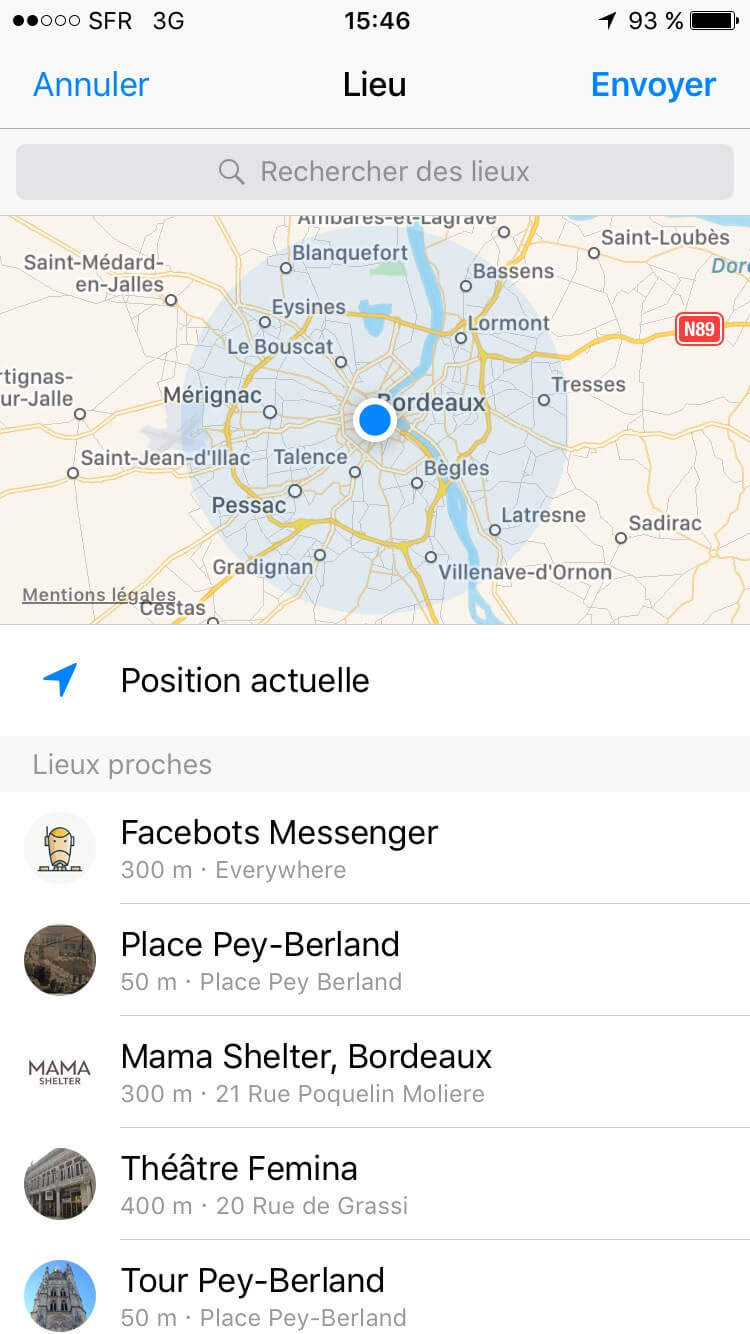 SFR 3G 15:46 93 %
Annuler Lieu Envoyer
Rechercher des lieux
Ambarès-et-Lagrave
Saint-Loubès
Blanquefort
Saint-Médard-
en-Jalles
Bassens
Dor
Eysines
Lormont
N89
Le Bouscat
rtignas-
ur-Jalle
Mérignac
Tresses
Bordeaux
Saint-Jean-d'Illac
Talence
Bègles
Pessac
Latresne
Sadirac
Gradignan
Villenave-d'Ornon
Mentions légales
Cestas
Position actuelle
Lieux proches
Facebots Messenger
300 m · Everywhere
Place Pey-Berland
50 m · Place Pey Berland
MAMA
SHELTER
Mama Shelter, Bordeaux
300 m · 21 Rue Poquelin Moliere
Théâtre Femina
400 m · 20 Rue de Grassi
Tour Pey-Berland
50 m · Place Pey-Berland